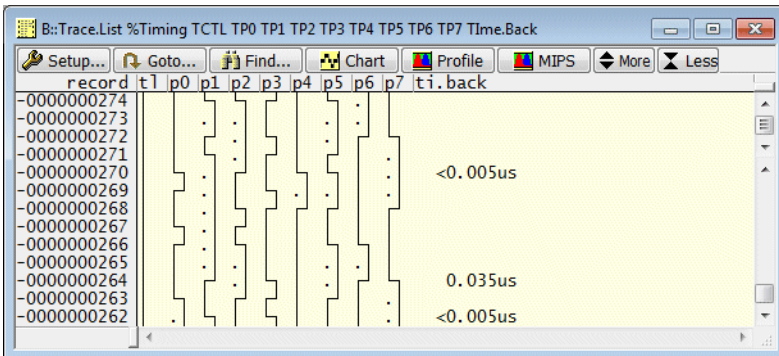 B::Trace.List %Timing TCTL TP0 TP1 TP2 TP3 TP4 TP5 TP6 TP7 TIme.Back
Setup... Goto... Find... Chart Profile MIPS More Less
record tl p0 p1 p2 p3 p4 p5 p6 p7 ti.back
-0000000274
-0000000273
-0000000272
-0000000271
-0000000270 <0.005us
-0000000269
-0000000268
-0000000267
-0000000266
-0000000265
-0000000264 0.035us
-0000000263
-0000000262 <0.005us